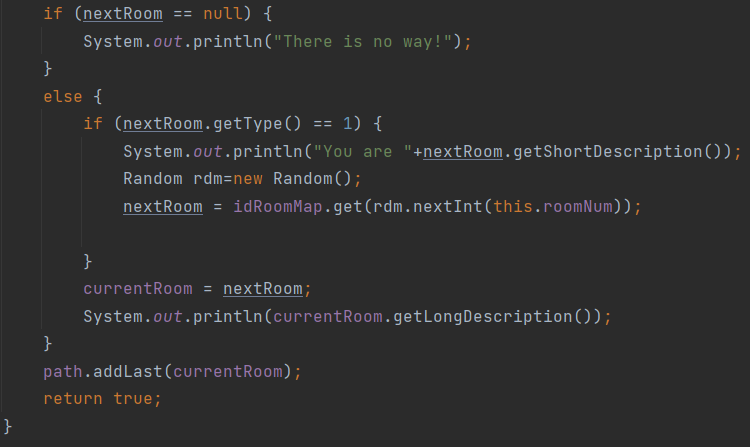 if (nextRoom == null) {
System.out.println("There is no way!");
}
else {
if (nextRoom.getType() == 1) {
System.out.println("You are "+nextRoom.getShortDescription());
Random rdm=new Random();
nextRoom = idRoomMap.get(rdm.nextInt(this.roomNum));
}
currentRoom = nextRoom;
System.out.println(currentRoom.getLongDescription());
}
path.addLast(currentRoom);
return true;
}